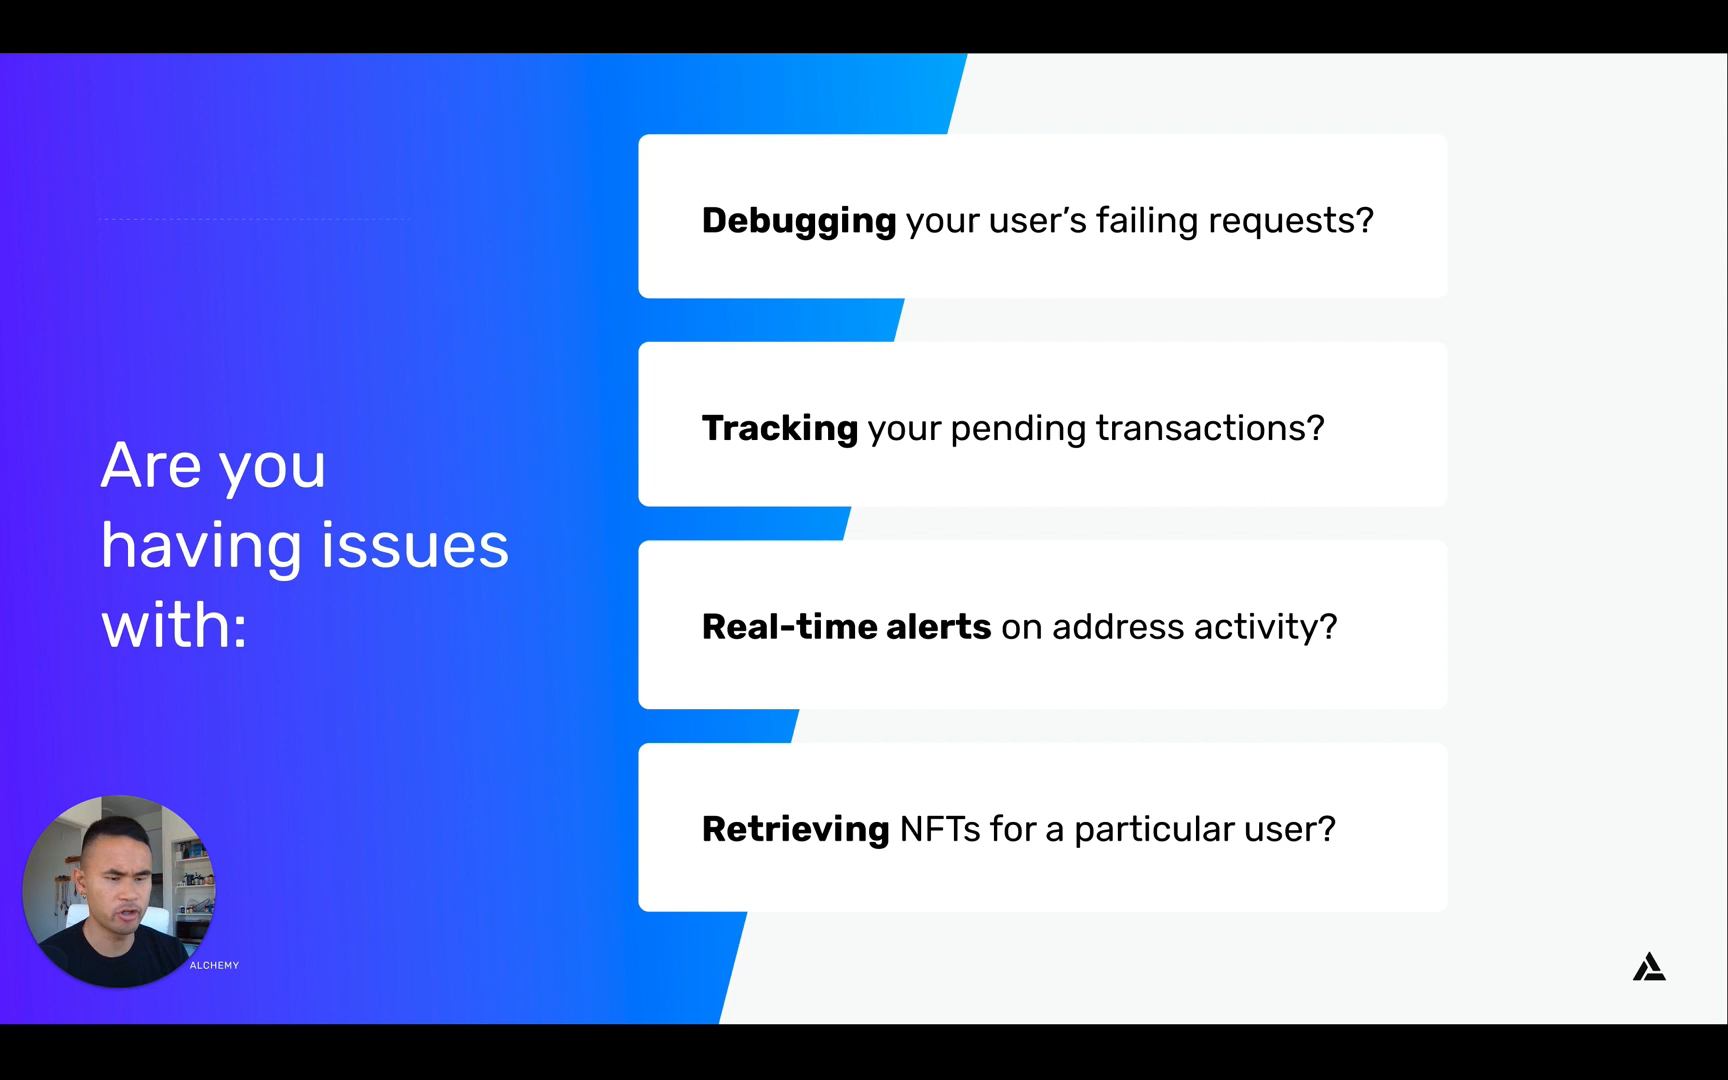 Are you
having issues
with:
Debugging your user’s failing requests?
Tracking your pending transactions?
Real-time alerts on address activity?
Retrieving NFTs for a particular user?
ALCHEMY